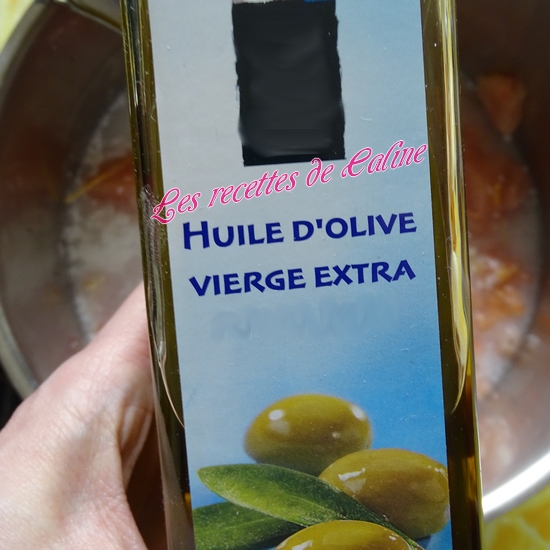 Les recettes de Caline
HUILE D'OLIVE
VIERGE EXTRA